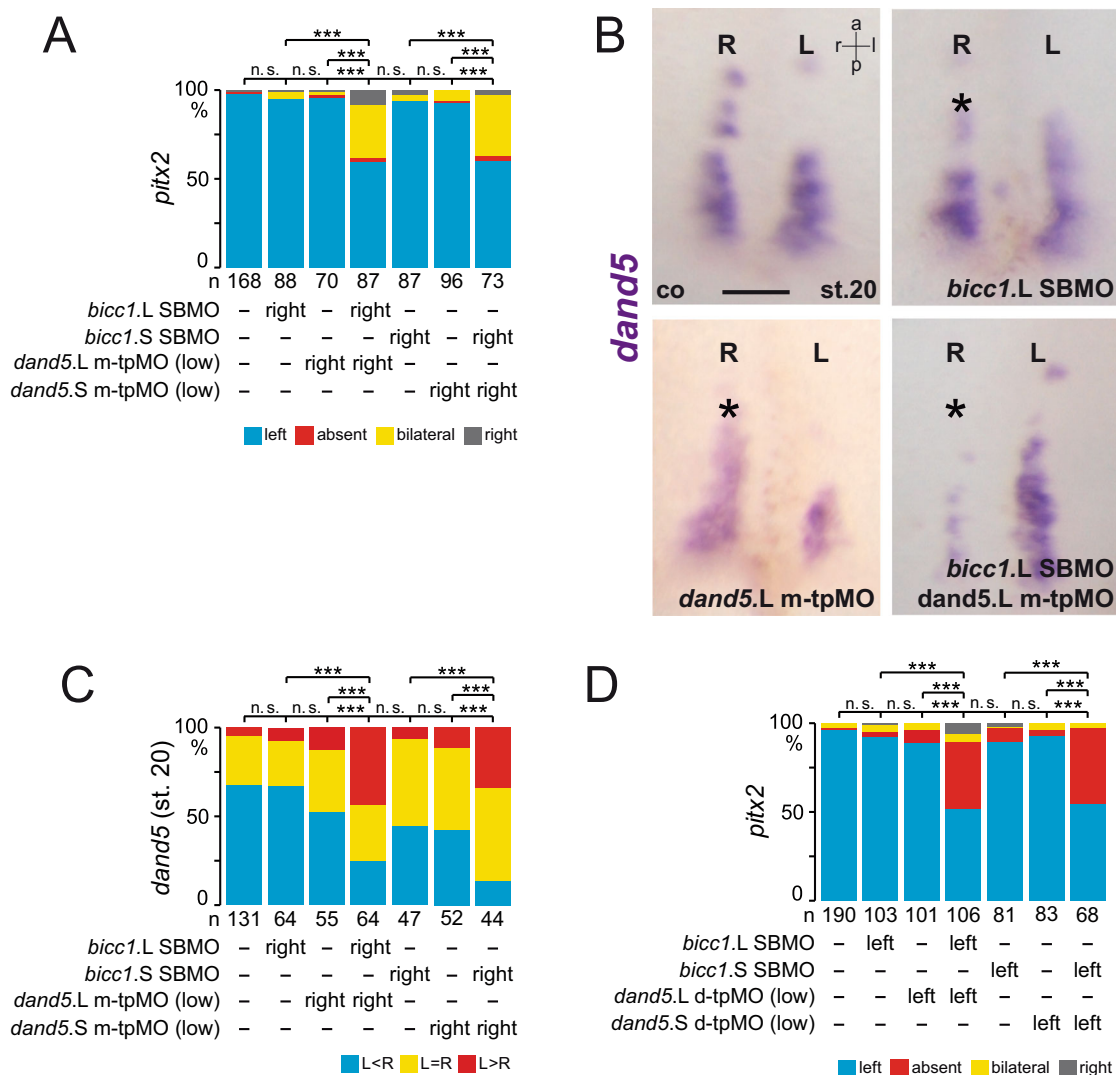 A
***
***
***
***
n. s.
n. s.
***
n. s.
n. s.
***
100
%
50
0
pitx2
n 168 88 70 87 87 96 73
bicc1.L SBMO – right – right – – –
bicc1.S SBMO – – – – right – right
dand5.L m-tpMO (low) – – right right – – –
dand5.S m-tpMO (low) – – – – – right right
left absent bilateral right
B
dand5
R L
a
r l
p
co st.20
R L
*
bicc1.L SBMO
R L
*
dand5.L m-tpMO
R L
*
bicc1.L SBMO
dand5.L m-tpMO
C
***
***
***
***
n. s.
n. s.
***
n. s.
n. s.
***
100
%
50
0
dand5 (st. 20)
n 131 64 55 64 47 52 44
bicc1.L SBMO – right – right – – –
bicc1.S SBMO – – – – right – right
dand5.L m-tpMO (low) – – right right – – –
dand5.S m-tpMO (low) – – – – – right right
L<R L=R L>R
D
***
***
***
***
n. s.
n. s.
***
n. s.
n. s.
***
100
%
50
0
pitx2
n 190 103 101 106 81 83 68
bicc1.L SBMO – left – left – – –
bicc1.S SBMO – – – – left – left
dand5.L d-tpMO (low) – – left left – – –
dand5.S d-tpMO (low) – – – – – left left
left absent bilateral right